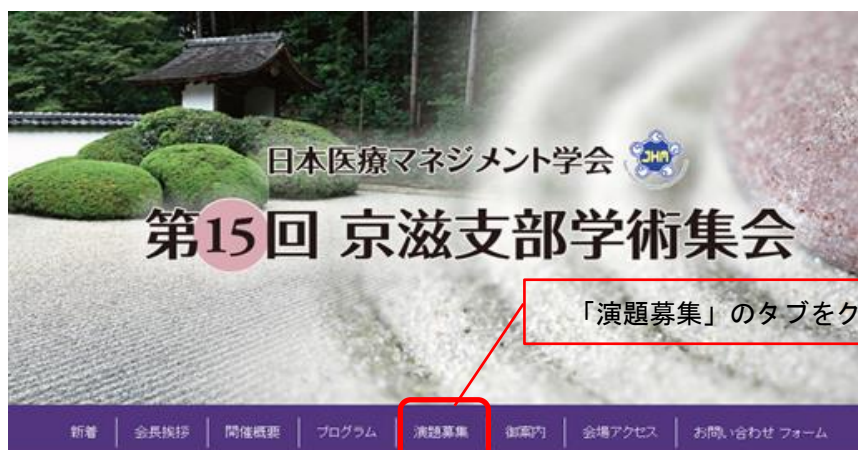 日本医療マネジメント学会
JHM
第15回 京滋支部学術集会
「演題募集」のタブをク
新着
会長挨拶
開催概要
プログラム
演題募集
御案内
会場アクセス
お問い合わせ フォーム